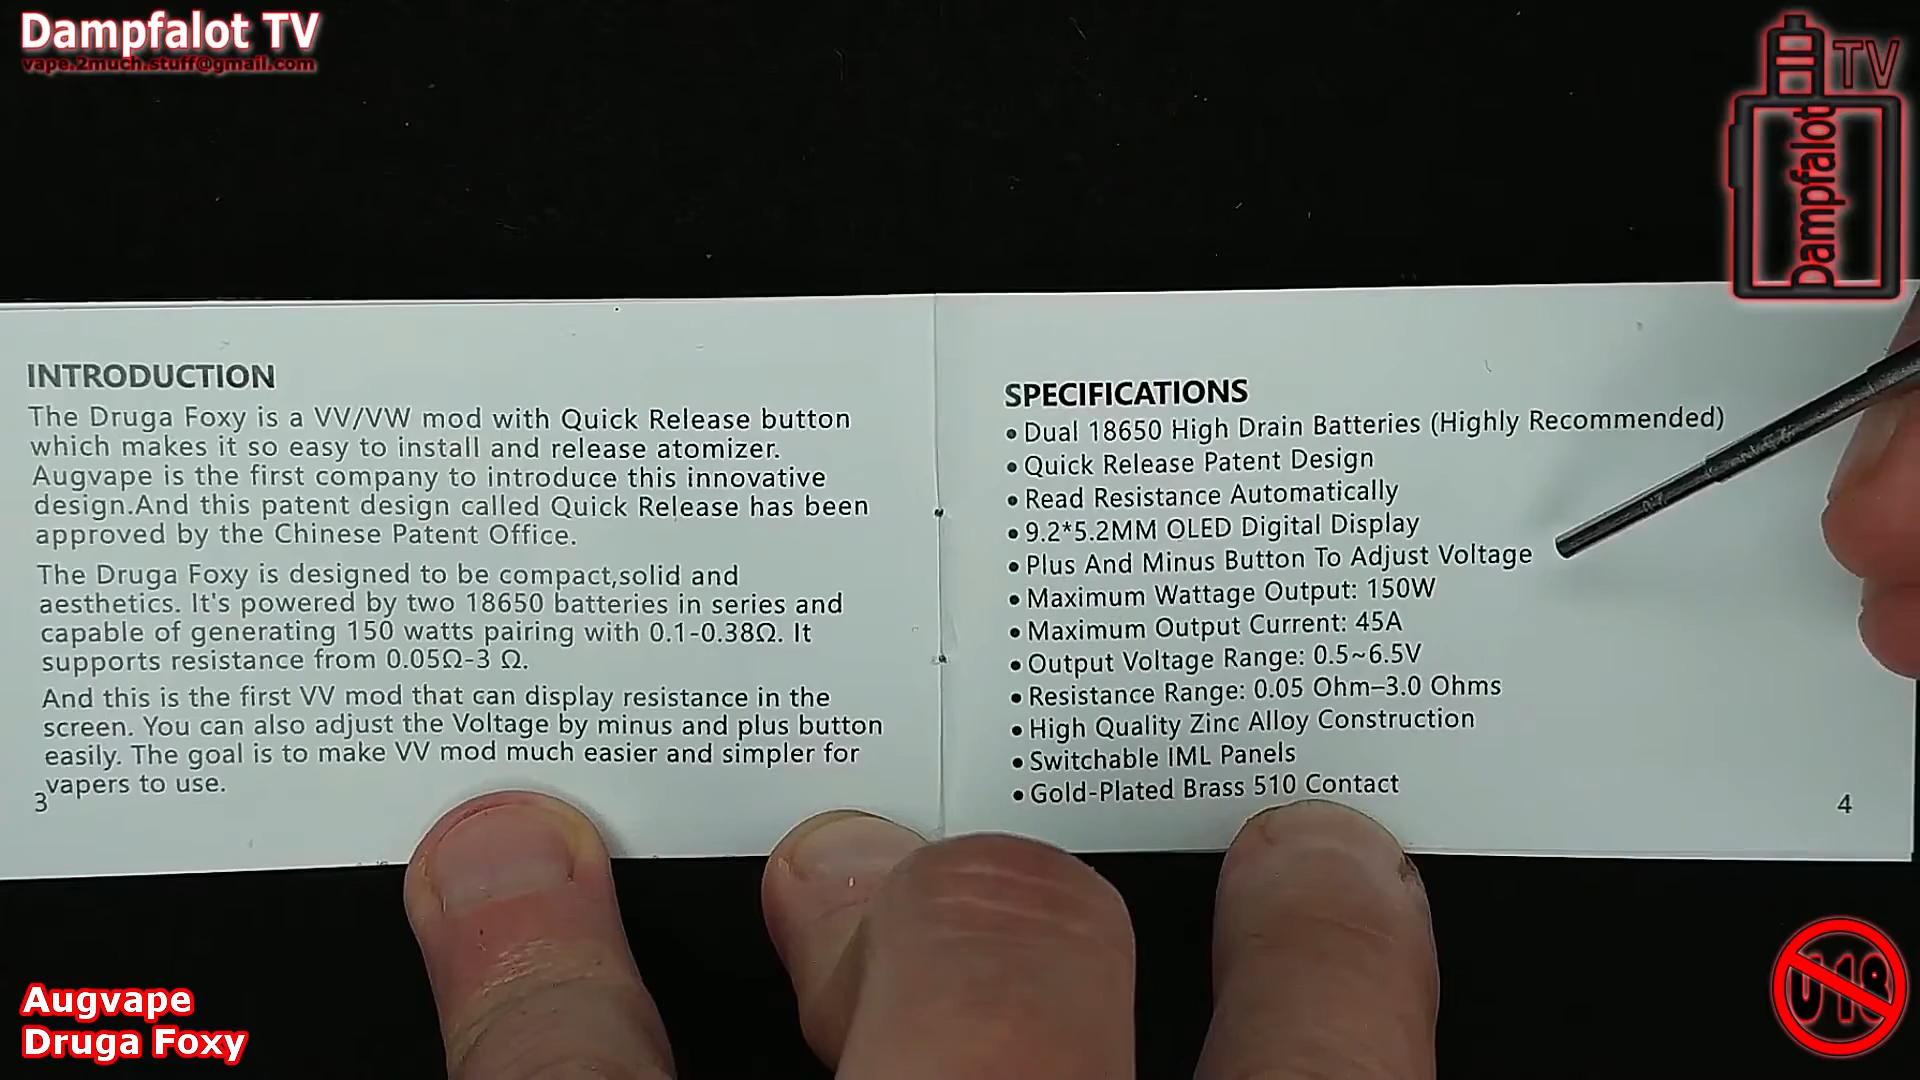 Dampfalot TV
vape.2much.stuff@gmail.com
TV
Dampfalot
INTRODUCTION
The Druga Foxy is a VV/VW mod with Quick Release button
which makes it so easy to install and release atomizer.
Augvape is the first company to introduce this innovative
design.And this patent design called Quick Release has been
approved by the Chinese Patent Office.
The Druga Foxy is designed to be compact,solid and
aesthetics. It's powered by two 18650 batteries in series and
capable of generating 150 watts pairing with 0.1-0.38Ω. It
supports resistance from 0.05Ω-3 Ω.
And this is the first VV mod that can display resistance in the
screen. You can also adjust the Voltage by minus and plus button
easily. The goal is to make VV mod much easier and simpler for
vapers to use.
3
SPECIFICATIONS
•Dual 18650 High Drain Batteries (Highly Recommended)
•Quick Release Patent Design
•Read Resistance Automatically
•9.2*5.2MM OLED Digital Display
•Plus And Minus Button To Adjust Voltage
•Maximum Wattage Output: 150W
•Maximum Output Current: 45A
•Output Voltage Range: 0.5~6.5V
•Resistance Range: 0.05 Ohm–3.0 Ohms
•High Quality Zinc Alloy Construction
•Switchable IML Panels
•Gold-Plated Brass 510 Contact
4
Augvape
Druga Foxy
U18